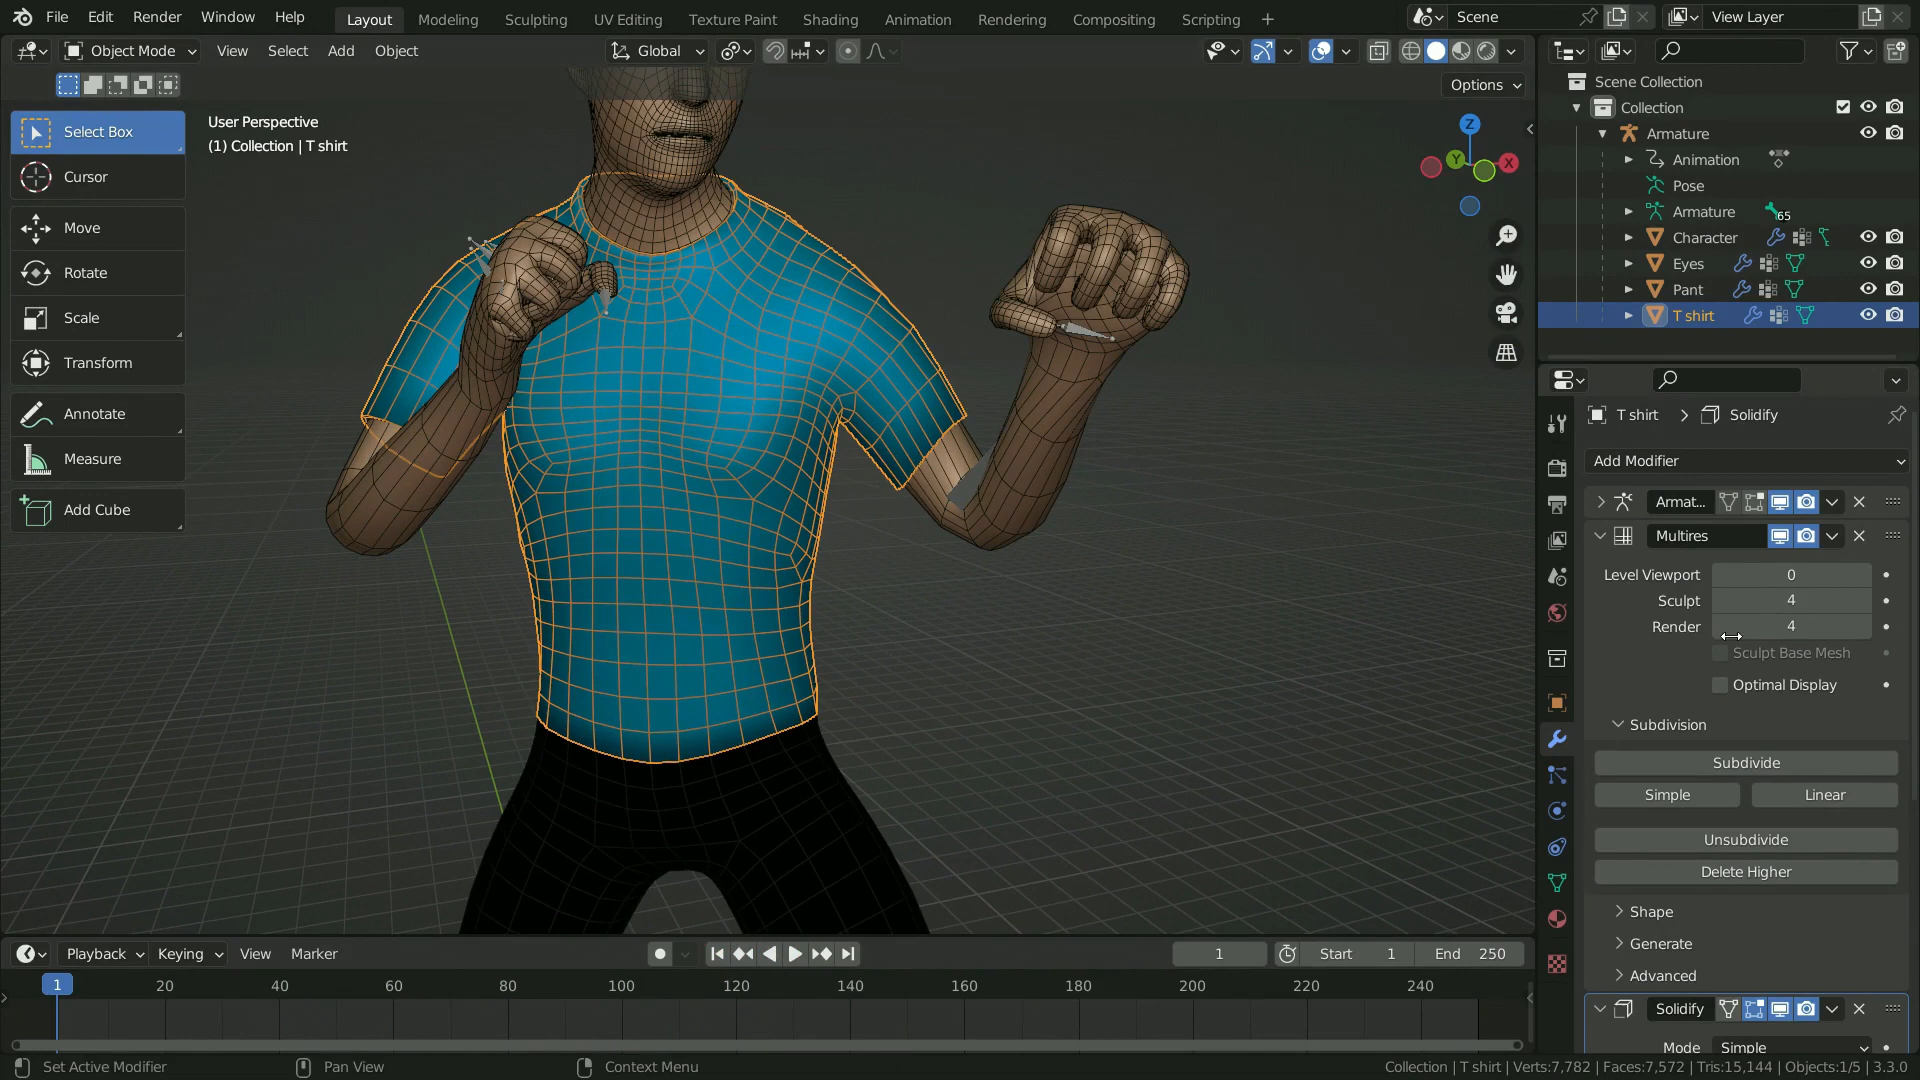 File Edit Render Window Help
Layout Modeling Sculpting UV Editing Texture Paint Shading Animation Rendering Compositing Scripting +
Scene
View Layer
Object Mode View Select Add Object
Global
Options
Select Box
Cursor
Move
Rotate
Scale
Transform
Annotate
Measure
Add Cube
User Perspective
(1) Collection | T shirt
Z
Y
X
Scene Collection
Collection
Armature
Animation
Pose
Armature 65
Character
Eyes
Pant
T shirt
T shirt > Solidify
Add Modifier
Armat...
Multires
Level Viewport 0
Sculpt 4
Render 4
Sculpt Base Mesh
Optimal Display
Subdivision
Subdivide
Simple Linear
Unsubdivide
Delete Higher
Shape
Generate
Advanced
Solidify
Mode Simple
Playback Keying View Marker
1 Start 1 End 250
1 20 40 60 80 100 120 140 160 180 200 220 240
Set Active Modifier Pan View Context Menu
Collection | T shirt | Verts:7,782 | Faces:7,572 | Tris:15,144 | Objects:1/5 | 3.3.0